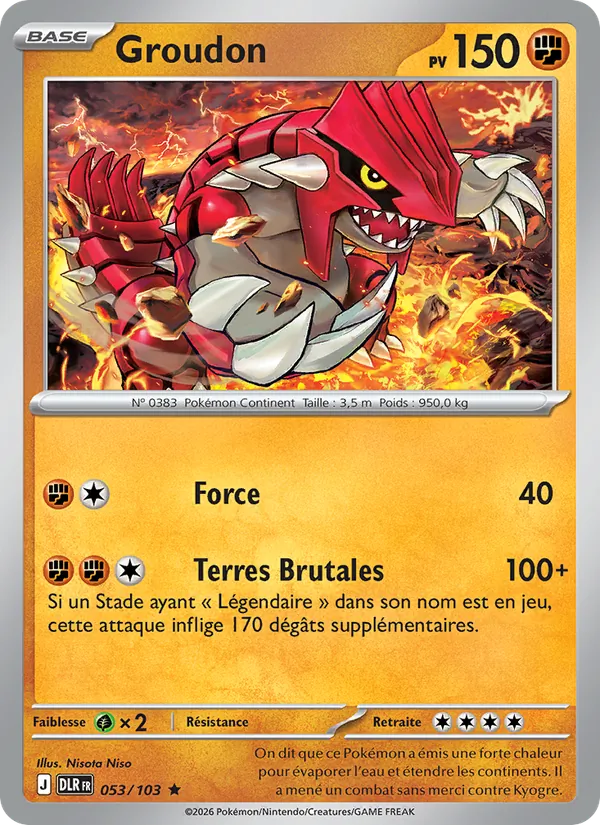 BASE Groudon PV 150
N° 0383 Pokémon Continent Taille : 3,5 m Poids : 950,0 kg
Force 40
Terres Brutales 100+
Si un Stade ayant « Légendaire » dans son nom est en jeu,
cette attaque inflige 170 dégâts supplémentaires.
Faiblesse × 2 Résistance Retraite
Illus. Nisota Niso
J DLR FR 053/103 ★
On dit que ce Pokémon a émis une forte chaleur
pour évaporer l'eau et étendre les continents. Il
a mené un combat sans merci contre Kyogre.
©2026 Pokémon/Nintendo/Creatures/GAME FREAK